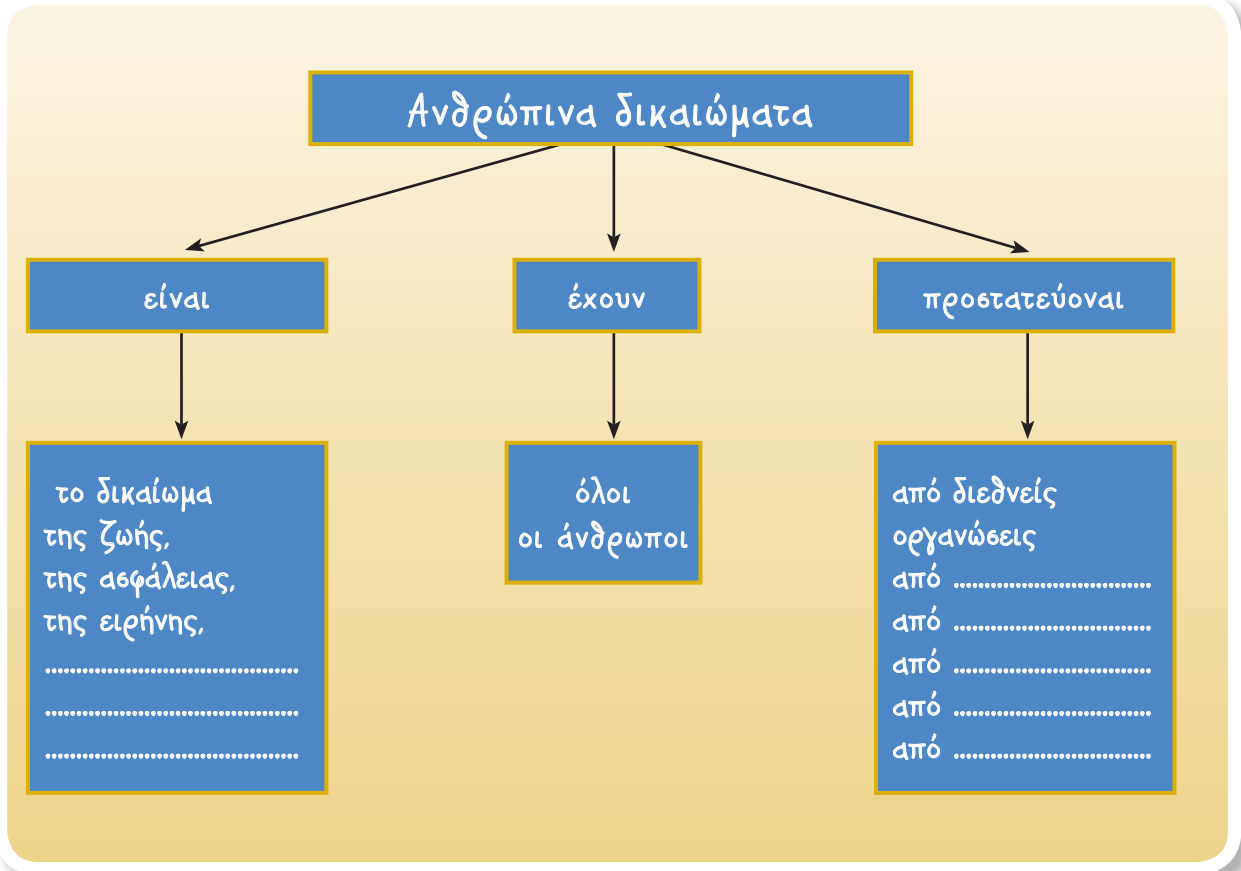 Ανθρώπινα δικαιώματα
είναι
έχουν
προστατεύοναι
το δικαίωμα
της ζωής,
της ασφάλειας,
της ειρήνης,
..........................................
..........................................
..........................................
όλοι
οι άνθρωποι
από διεθνείς
οργανώσεις
από .................................
από .................................
από .................................
από .................................
από .................................